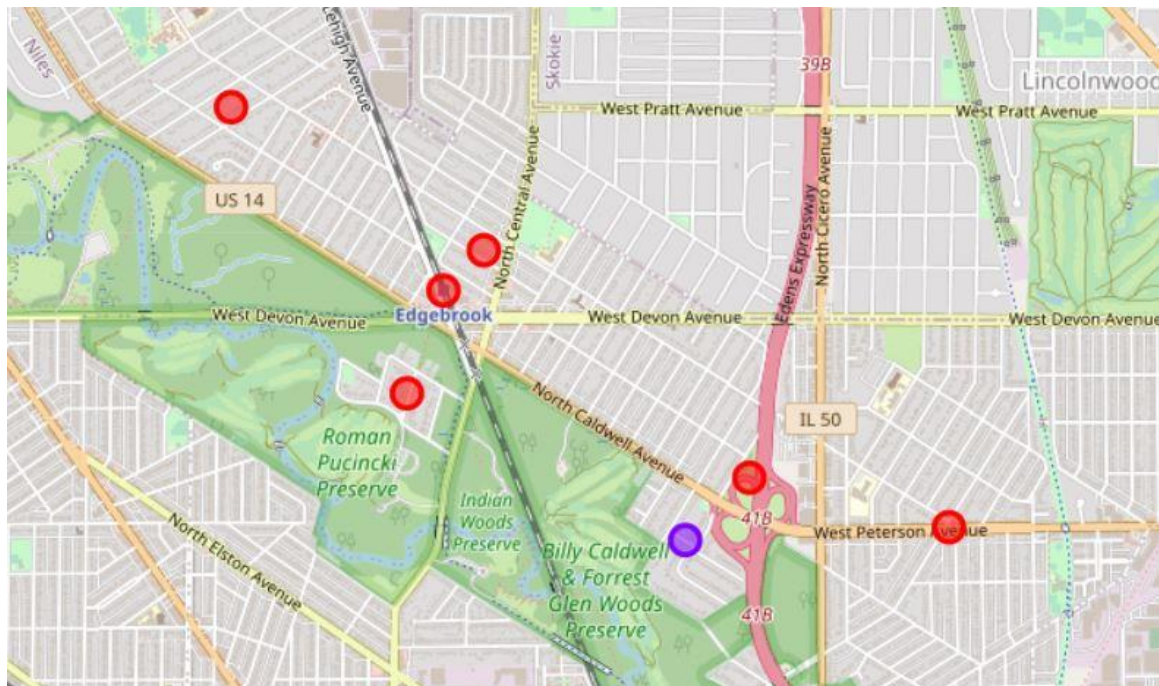 Niles
Lehigh Avenue
Skokie
39B
Lincolnwood
West Pratt Avenue
West Pratt Avenue
US 14
North Central Avenue
Edens Expressway
North Cicero Avenue
Edgebrook
West Devon Avenue
West Devon Avenue
West Devon Avenue
North Caldwell Avenue
IL 50
Roman
Pucincki
Preserve
Indian
Woods
Preserve
North Elston Avenue
41B
West Peterson Avenue
Billy Caldwell
& Forrest
Glen Woods
Preserve
41B